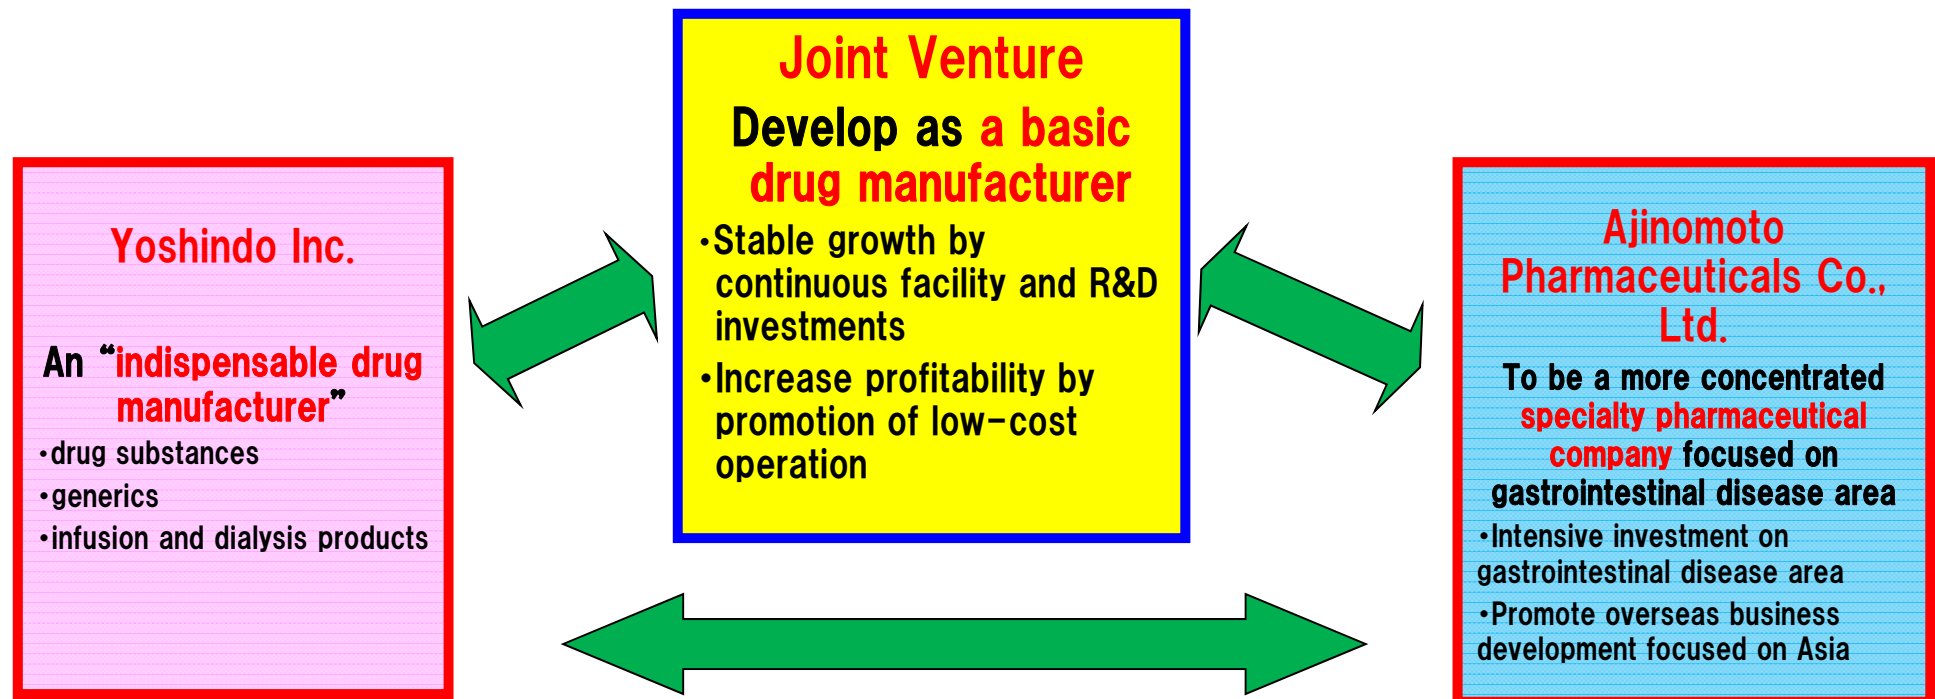 Joint Venture
Develop as a basic
drug manufacturer
・Stable growth by
continuous facility and R&D
investments
・Increase profitability by
promotion of low-cost
operation
Yoshindo Inc.
An “indispensable drug
manufacturer”
・drug substances
・generics
・infusion and dialysis products
Ajinomoto
Pharmaceuticals Co.,
Ltd.
To be a more concentrated
specialty pharmaceutical
company focused on
gastrointestinal disease area
・Intensive investment on
gastrointestinal disease area
・Promote overseas business
development focused on Asia